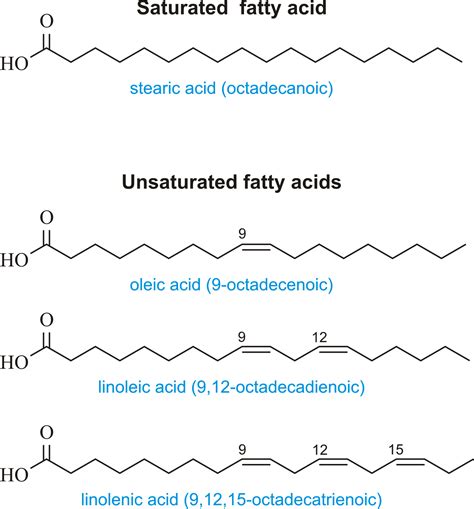 Saturated fatty acid
O
HO
stearic acid (octadecanoic)
Unsaturated fatty acids
O
9
HO
oleic acid (9-octadecenoic)
O
9 12
HO
linoleic acid (9,12-octadecadienoic)
O
9 12 15
HO
linolenic acid (9,12,15-octadecatrienoic)